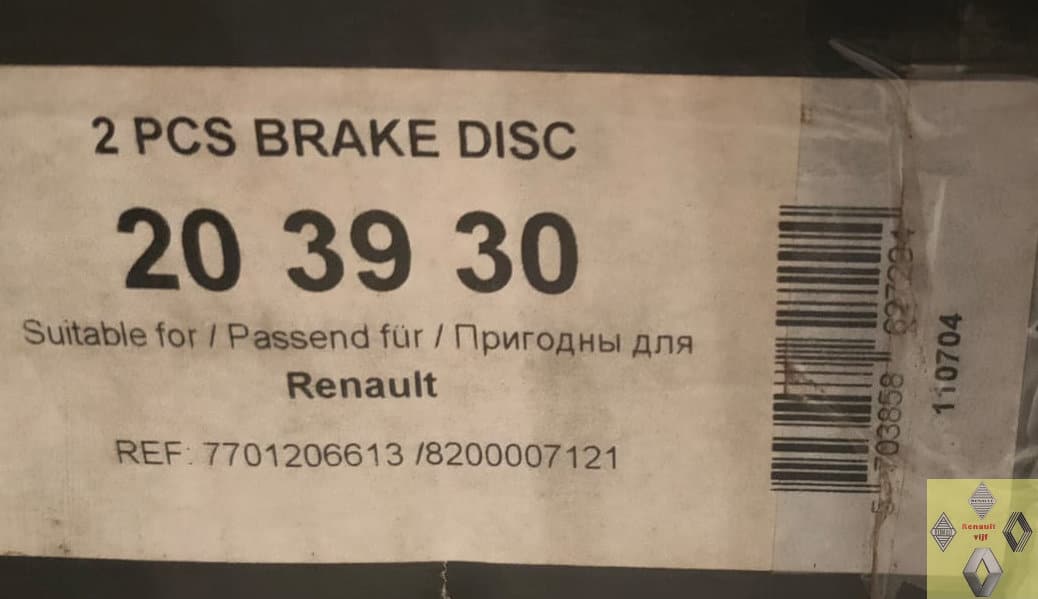 2 PCS BRAKE DISC
20 39 30
Suitable for / Passend für / Пригодны для
Renault
REF: 7701206613 /8200007121
110704
Renault
vijf